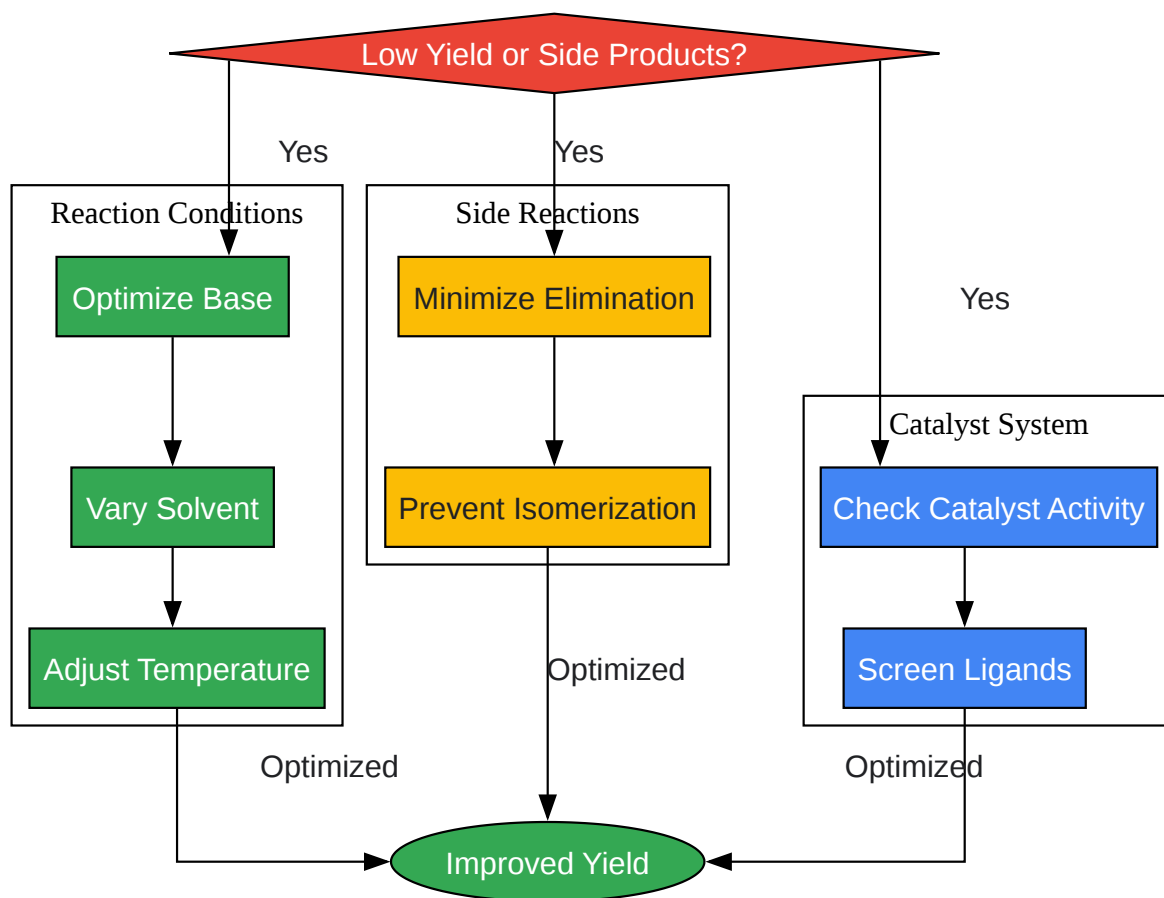 Low Yield or Side Products?
Yes
Yes
Yes
Reaction Conditions
Optimize Base
Vary Solvent
Adjust Temperature
Optimized
Side Reactions
Minimize Elimination
Prevent Isomerization
Optimized
Catalyst System
Check Catalyst Activity
Screen Ligands
Optimized
Improved Yield